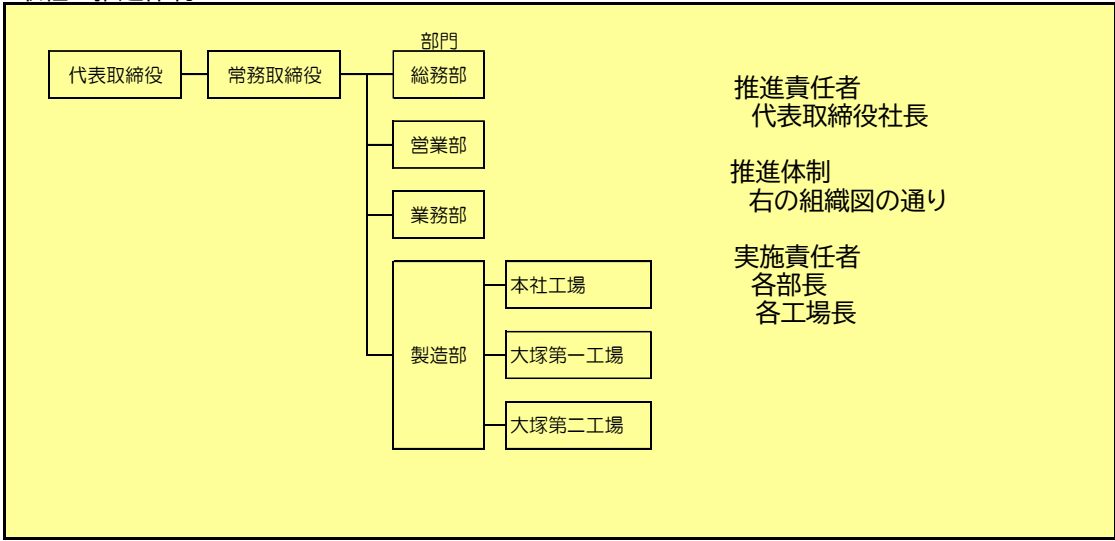 部門
代表取締役
常務取締役
総務部
営業部
業務部
製造部
本社工場
大塚第一工場
大塚第二工場
推進責任者
代表取締役社長
推進体制
右の組織図の通り
実施責任者
各部長
各工場長